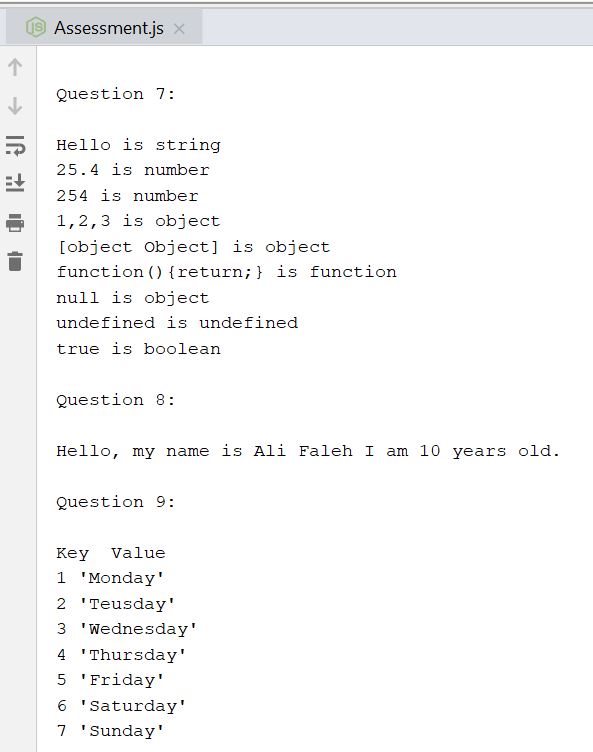 Assessment.js
Question 7:
Hello is string
25.4 is number
254 is number
1,2,3 is object
[object Object] is object
function(){return;} is function
null is object
undefined is undefined
true is boolean
Question 8:
Hello, my name is Ali Faleh I am 10 years old.
Question 9:
Key  Value
1 'Monday'
2 'Teusday'
3 'Wednesday'
4 'Thursday'
5 'Friday'
6 'Saturday'
7 'Sunday'